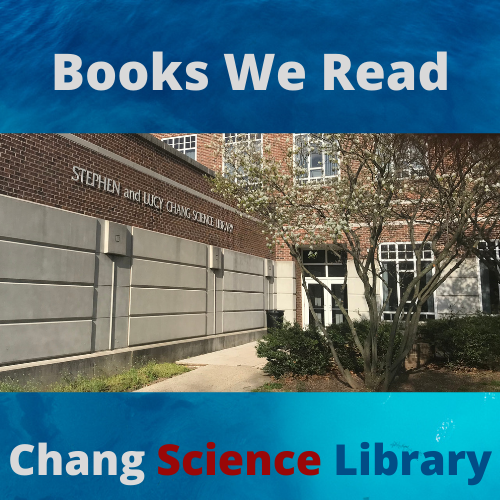 Books We Read
STEPHEN and LUCY CHANG SCIENCE LIBRARY
Chang Science Library